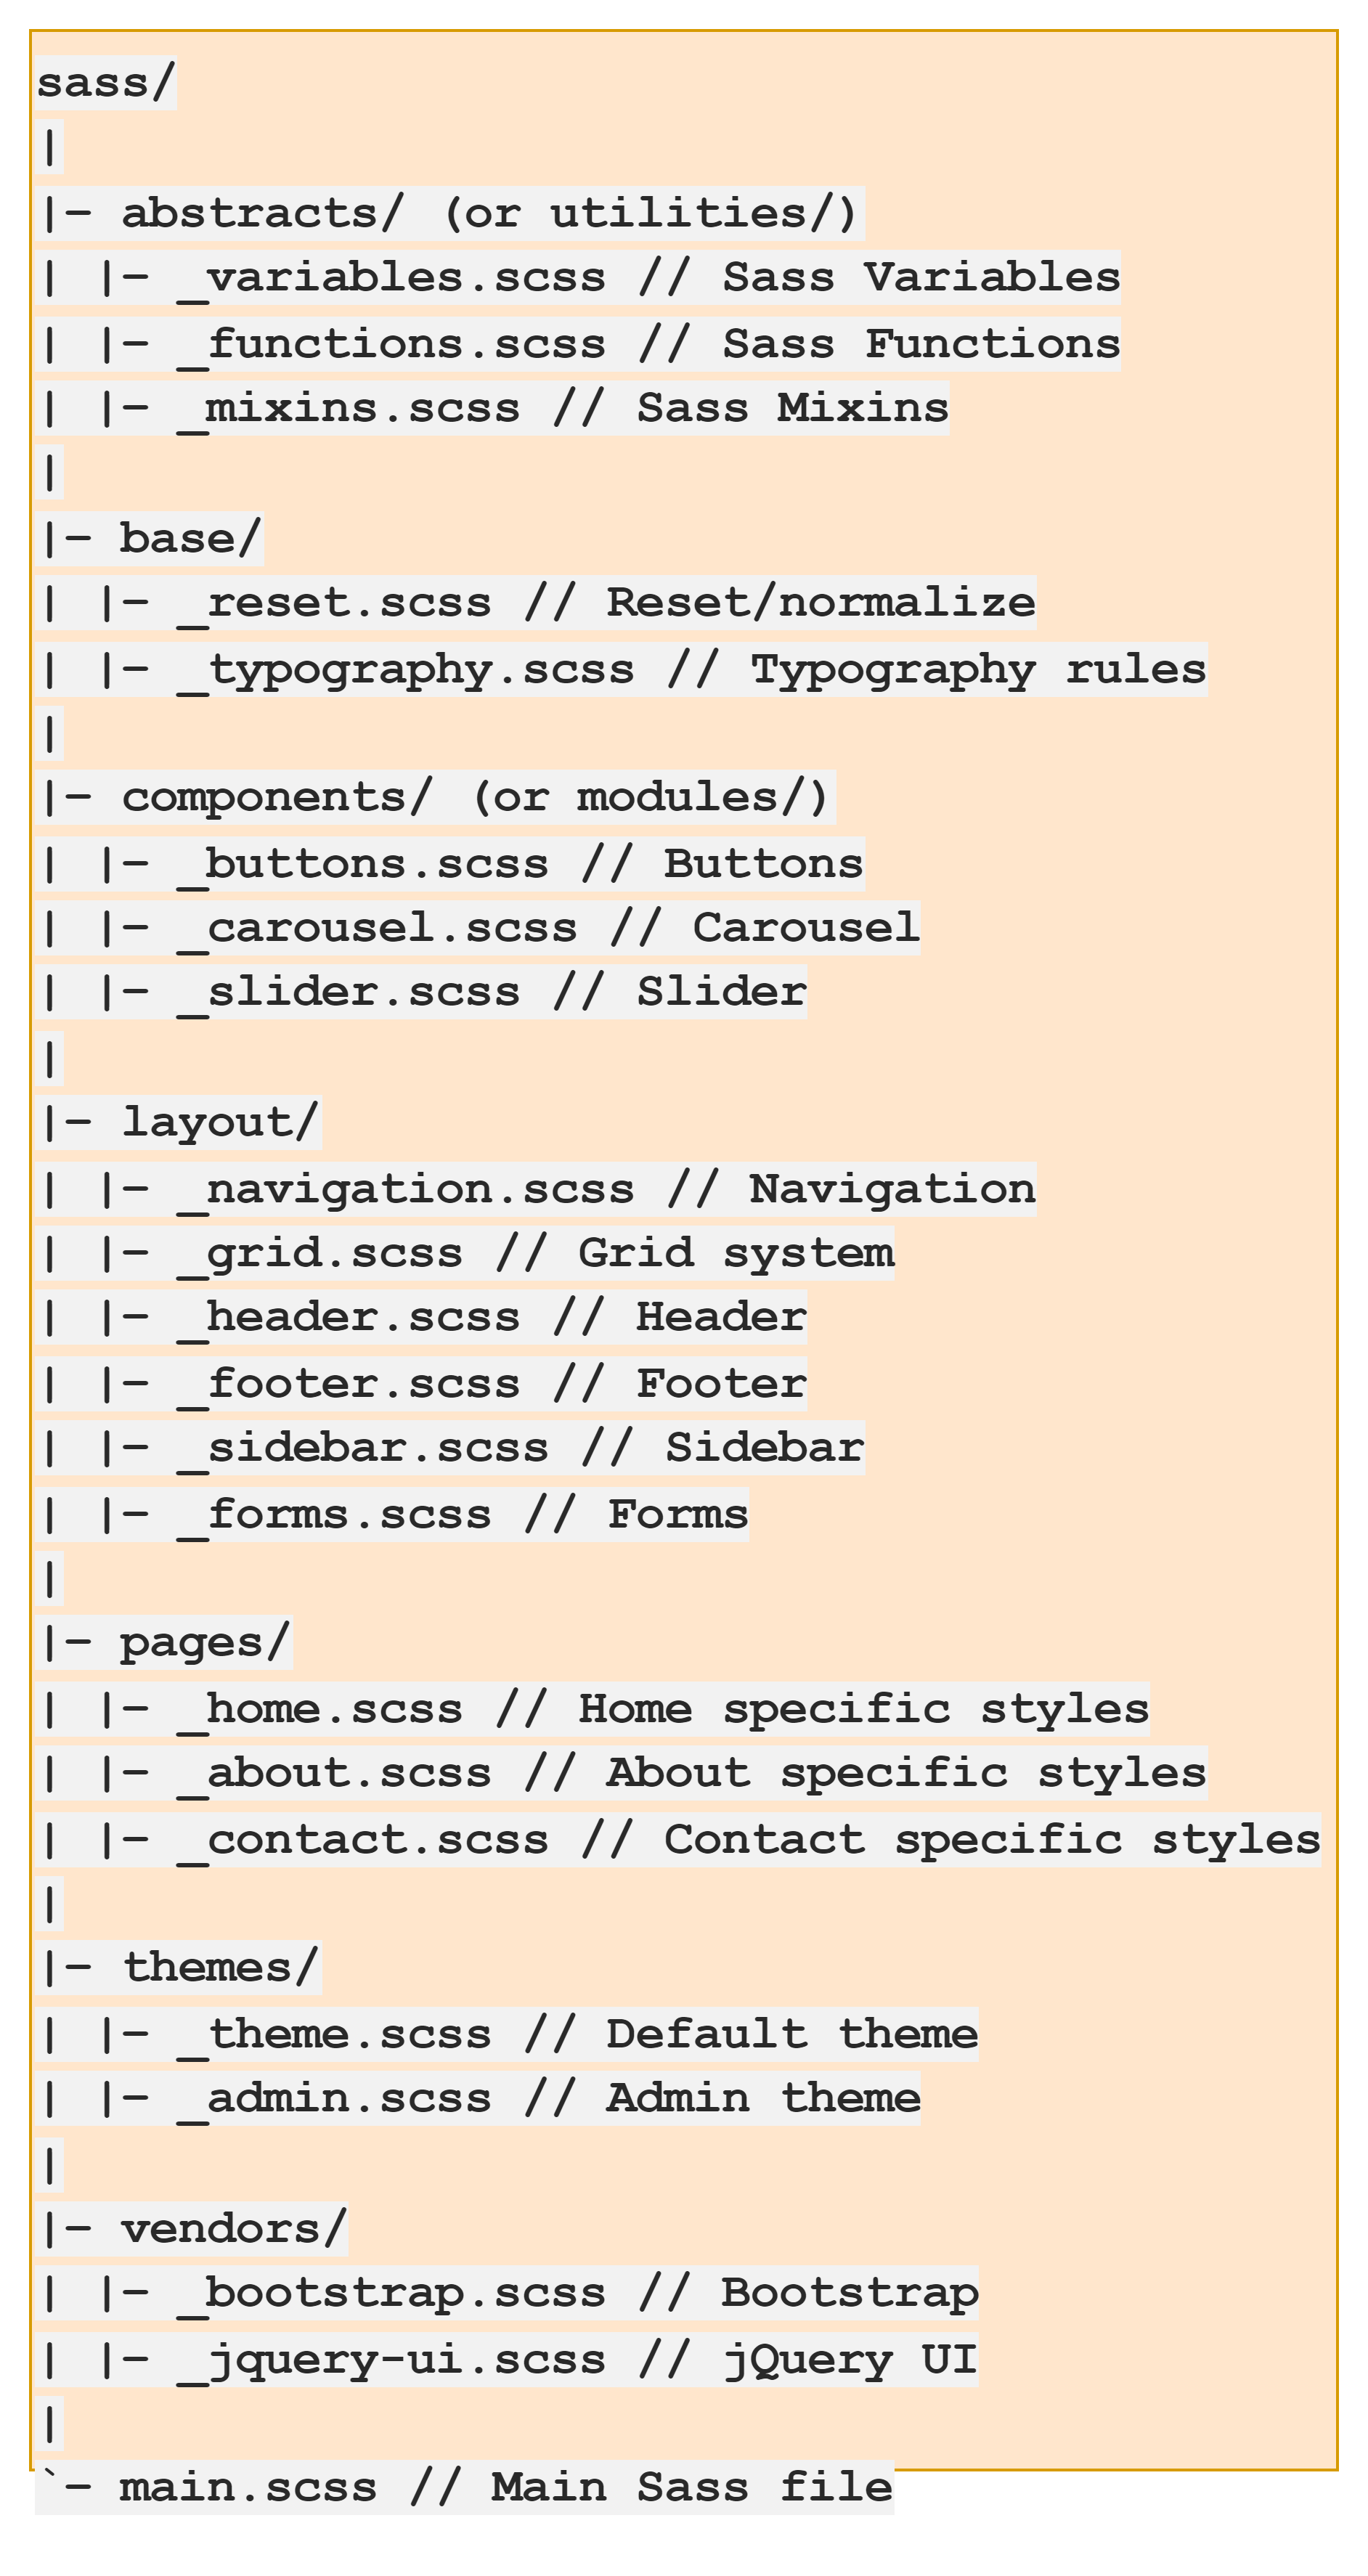 sass/
|
|- abstracts/ (or utilities/)
| |- _variables.scss // Sass Variables
| |- _functions.scss // Sass Functions
| |- _mixins.scss // Sass Mixins
|
|- base/
| |- _reset.scss // Reset/normalize
| |- _typography.scss // Typography rules
|
|- components/ (or modules/)
| |- _buttons.scss // Buttons
| |- _carousel.scss // Carousel
| |- _slider.scss // Slider
|
|- layout/
| |- _navigation.scss // Navigation
| |- _grid.scss // Grid system
| |- _header.scss // Header
| |- _footer.scss // Footer
| |- _sidebar.scss // Sidebar
| |- _forms.scss // Forms
|
|- pages/
| |- _home.scss // Home specific styles
| |- _about.scss // About specific styles
| |- _contact.scss // Contact specific styles
|
|- themes/
| |- _theme.scss // Default theme
| |- _admin.scss // Admin theme
|
|- vendors/
| |- _bootstrap.scss // Bootstrap
| |- _jquery-ui.scss // jQuery UI
|
`- main.scss // Main Sass file